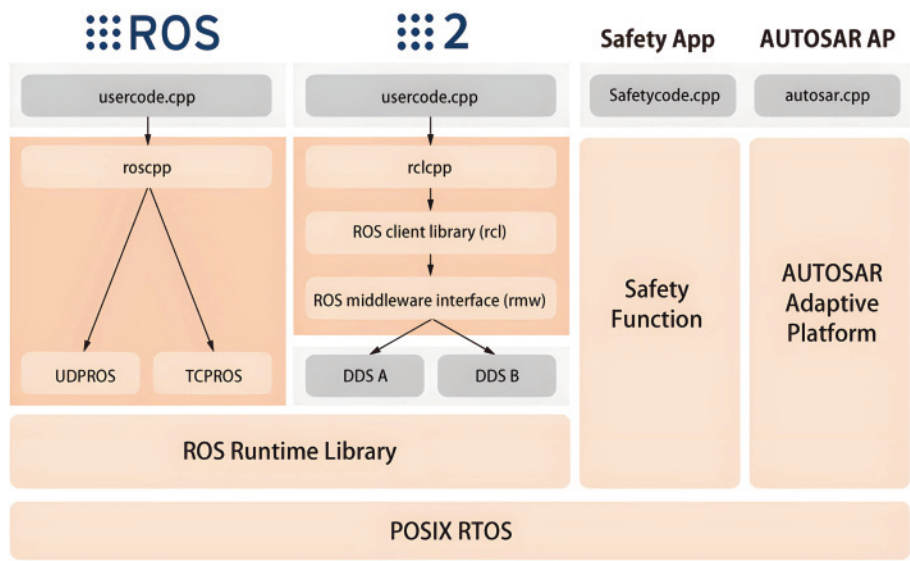 ROS
2
Safety App
AUTOSAR AP
usercode.cpp
usercode.cpp
Safetycode.cpp
autosar.cpp
roscpp
rclcpp
ROS client library (rcl)
ROS middleware interface (rmw)
UDPROS
TCPROS
DDS A
DDS B
Safety
Function
AUTOSAR
Adaptive
Platform
ROS Runtime Library
POSIX RTOS